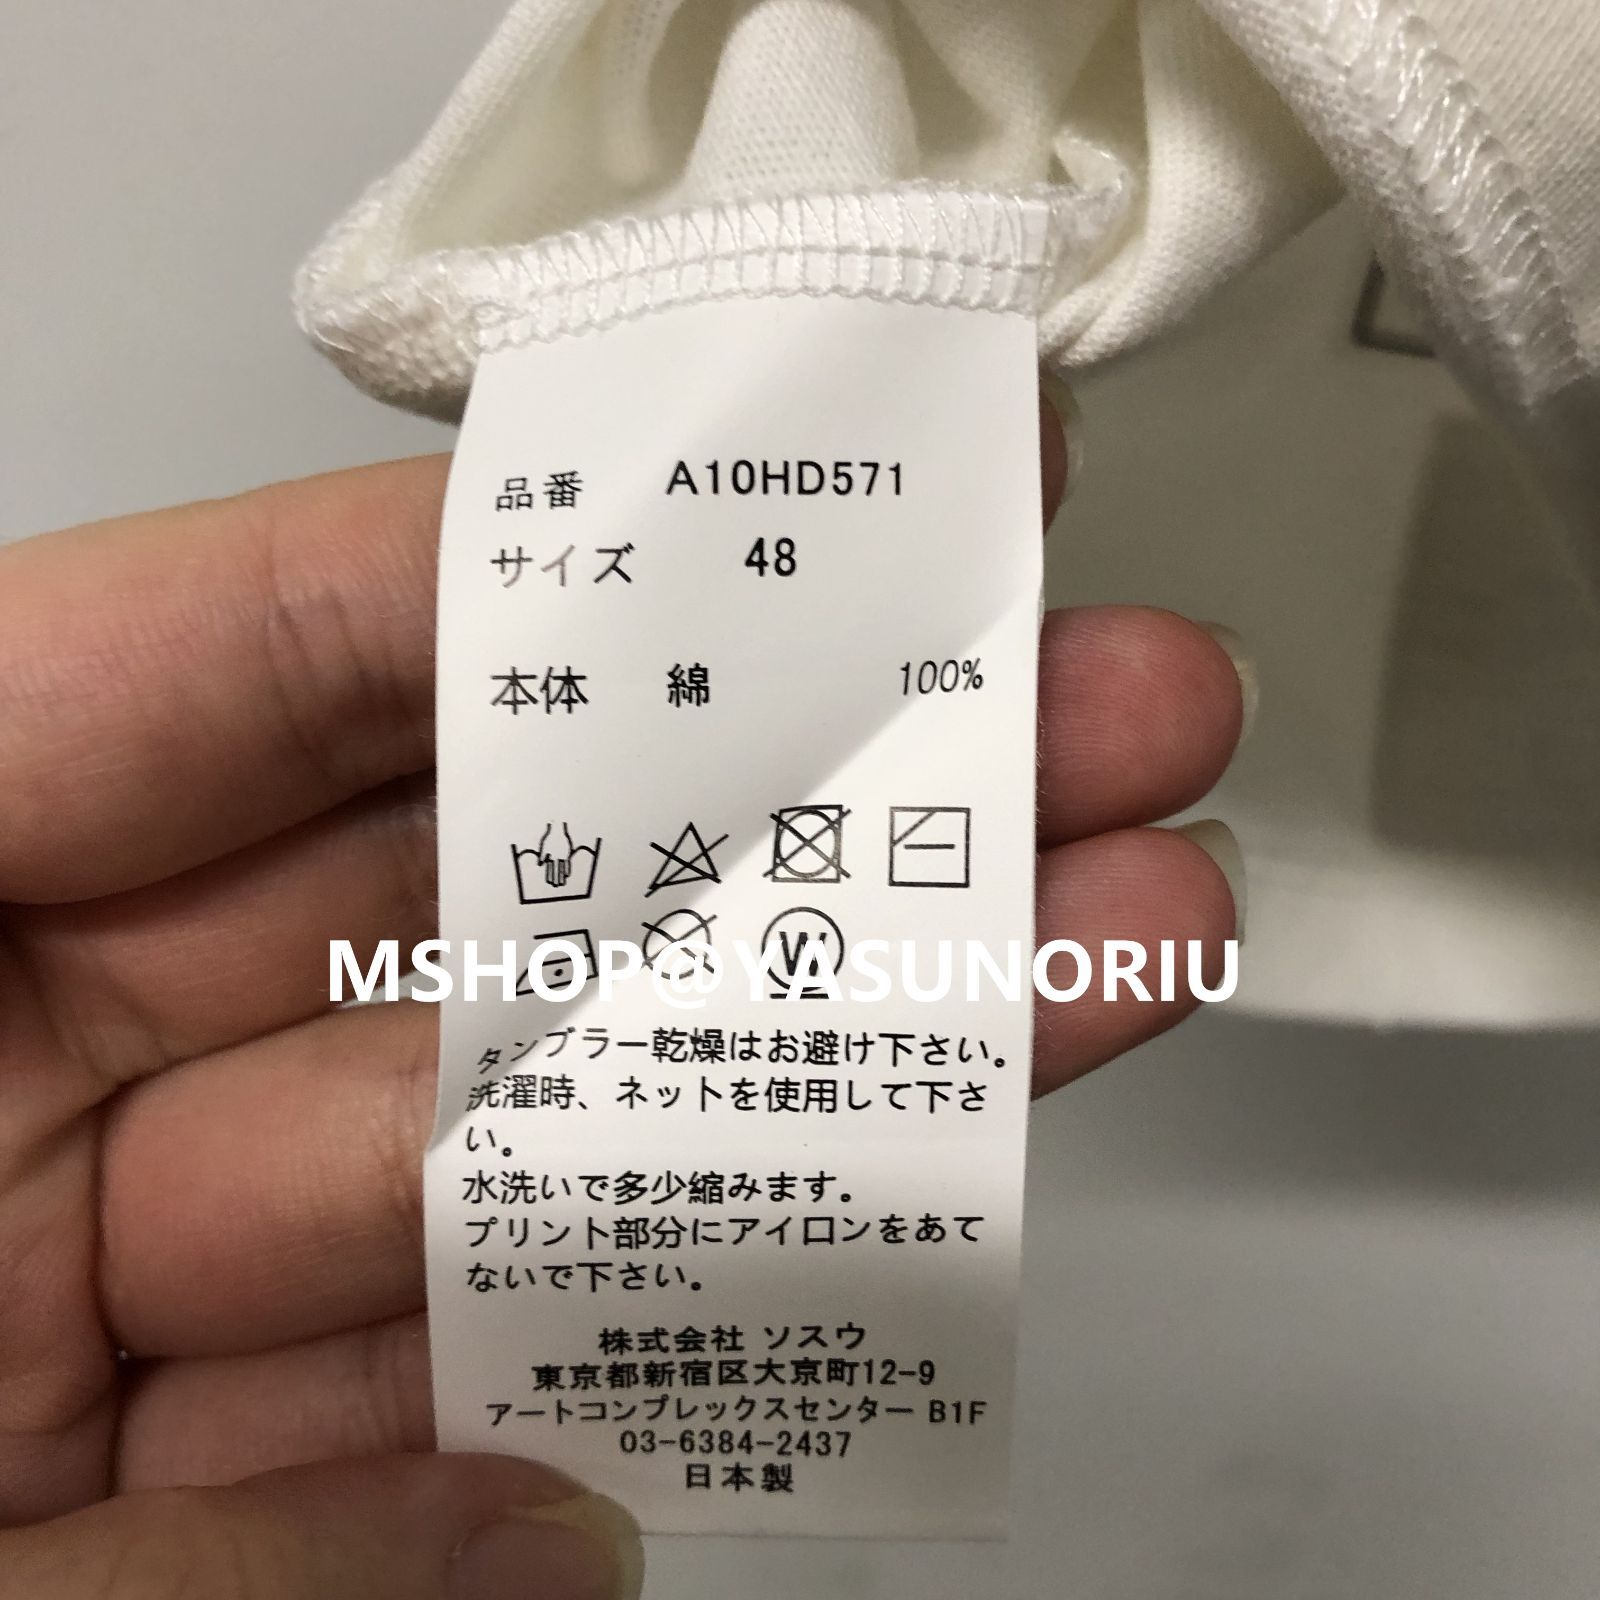 品番 A10HD571
サイズ 48
本体 綿 100%
W
MSHOP@YASUNORIU
タンブラー乾燥はお避け下さい。
洗濯時、ネットを使用して下さ
い。
水洗いで多少縮みます。
プリント部分にアイロンをあて
ないで下さい。
株式会社 ソスウ
東京都新宿区大京町12-9
アートコンプレックスセンター B1F
03-6384-2437
日本製